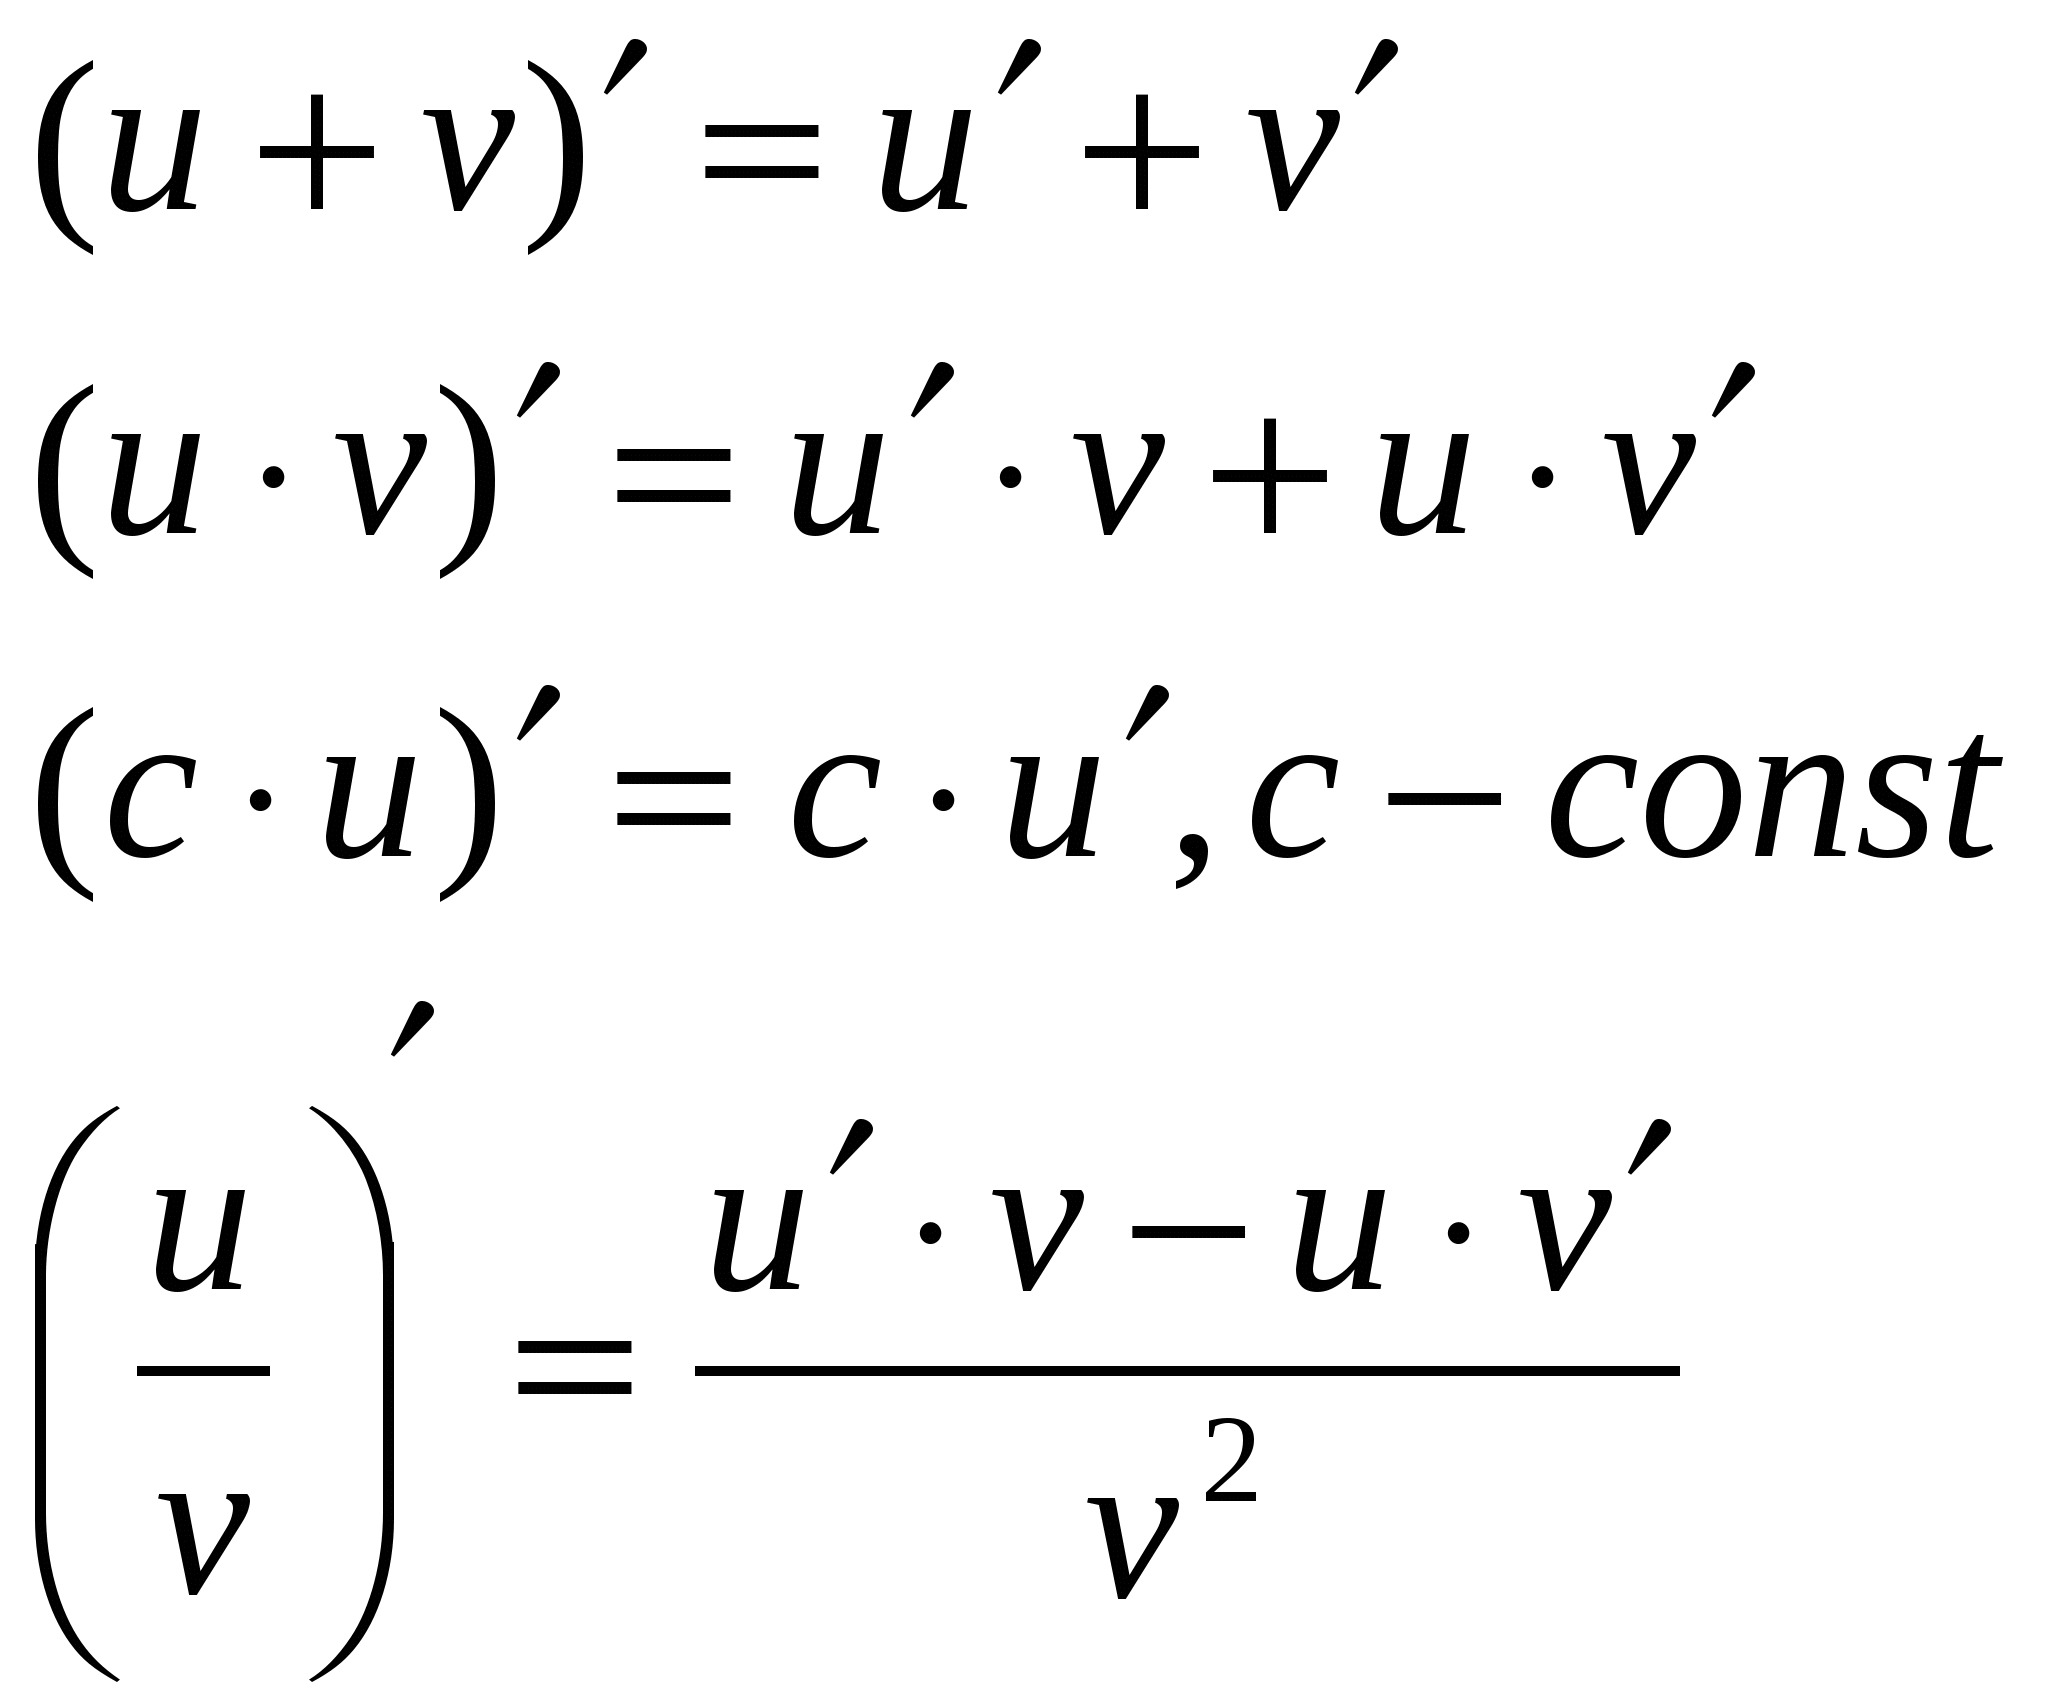 (u + v)′ = u′ + v′
(u · v)′ = u′ · v + u · v′
(c · u)′ = c · u′, c − const
(u/v)′ = (u′ · v − u · v′)/v²